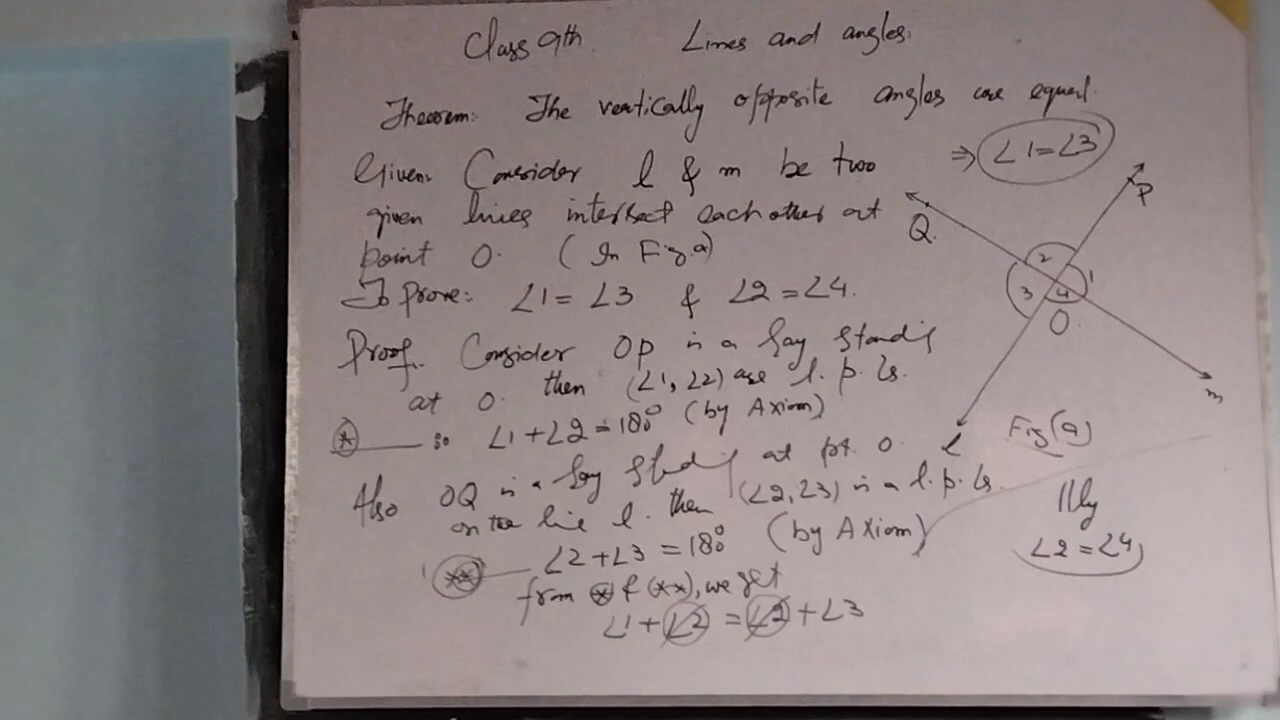 Class 9th Lines and angles.
Theorem: The vertically opposite angles are equal.
Given. Consider l & m be two
given lines intersect each other at
point O. (In Fig. a)
To Prove: ∠1 = ∠3 & ∠2 = ∠4.
Proof. Consider OP is a ray stands
at O. then (∠1, ∠2) are l. p. ∠s.
⊛ so ∠1 + ∠2 = 180° (by Axiom)
Also OQ is a ray stands at pt. O
on the line l. then (∠2, ∠3) is a l. p. ∠s.
(**) ∠2 + ∠3 = 180° (by Axiom)
from ⊛ & (**), we get
∠1 + ∠2 = ∠2 + ∠3
⇒ ∠1 = ∠3
P
Q
2
1
3
4
O
m
l
Fig (a)
llly
∠2 = ∠4